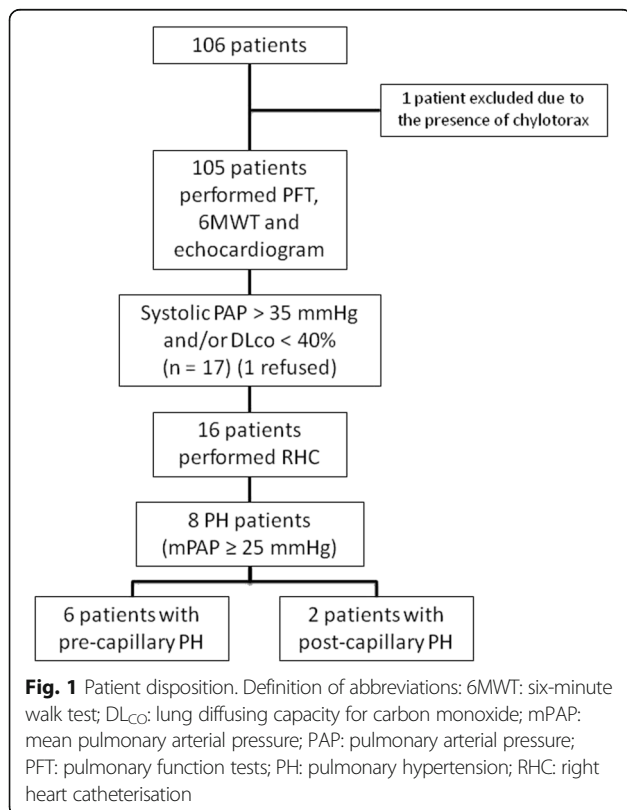 106 patients
1 patient excluded due to
the presence of chylotorax
105 patients
performed PFT,
6MWT and
echocardiogram
Systolic PAP > 35 mmHg
and/or DLco < 40%
(n = 17) (1 refused)
16 patients
performed RHC
8 PH patients
(mPAP ≥ 25 mmHg)
6 patients with
pre-capillary PH
2 patients with
post-capillary PH
Fig. 1 Patient disposition. Definition of abbreviations: 6MWT: six-minute
walk test; DLCO: lung diffusing capacity for carbon monoxide; mPAP:
mean pulmonary arterial pressure; PAP: pulmonary arterial pressure;
PFT: pulmonary function tests; PH: pulmonary hypertension; RHC: right
heart catheterisation